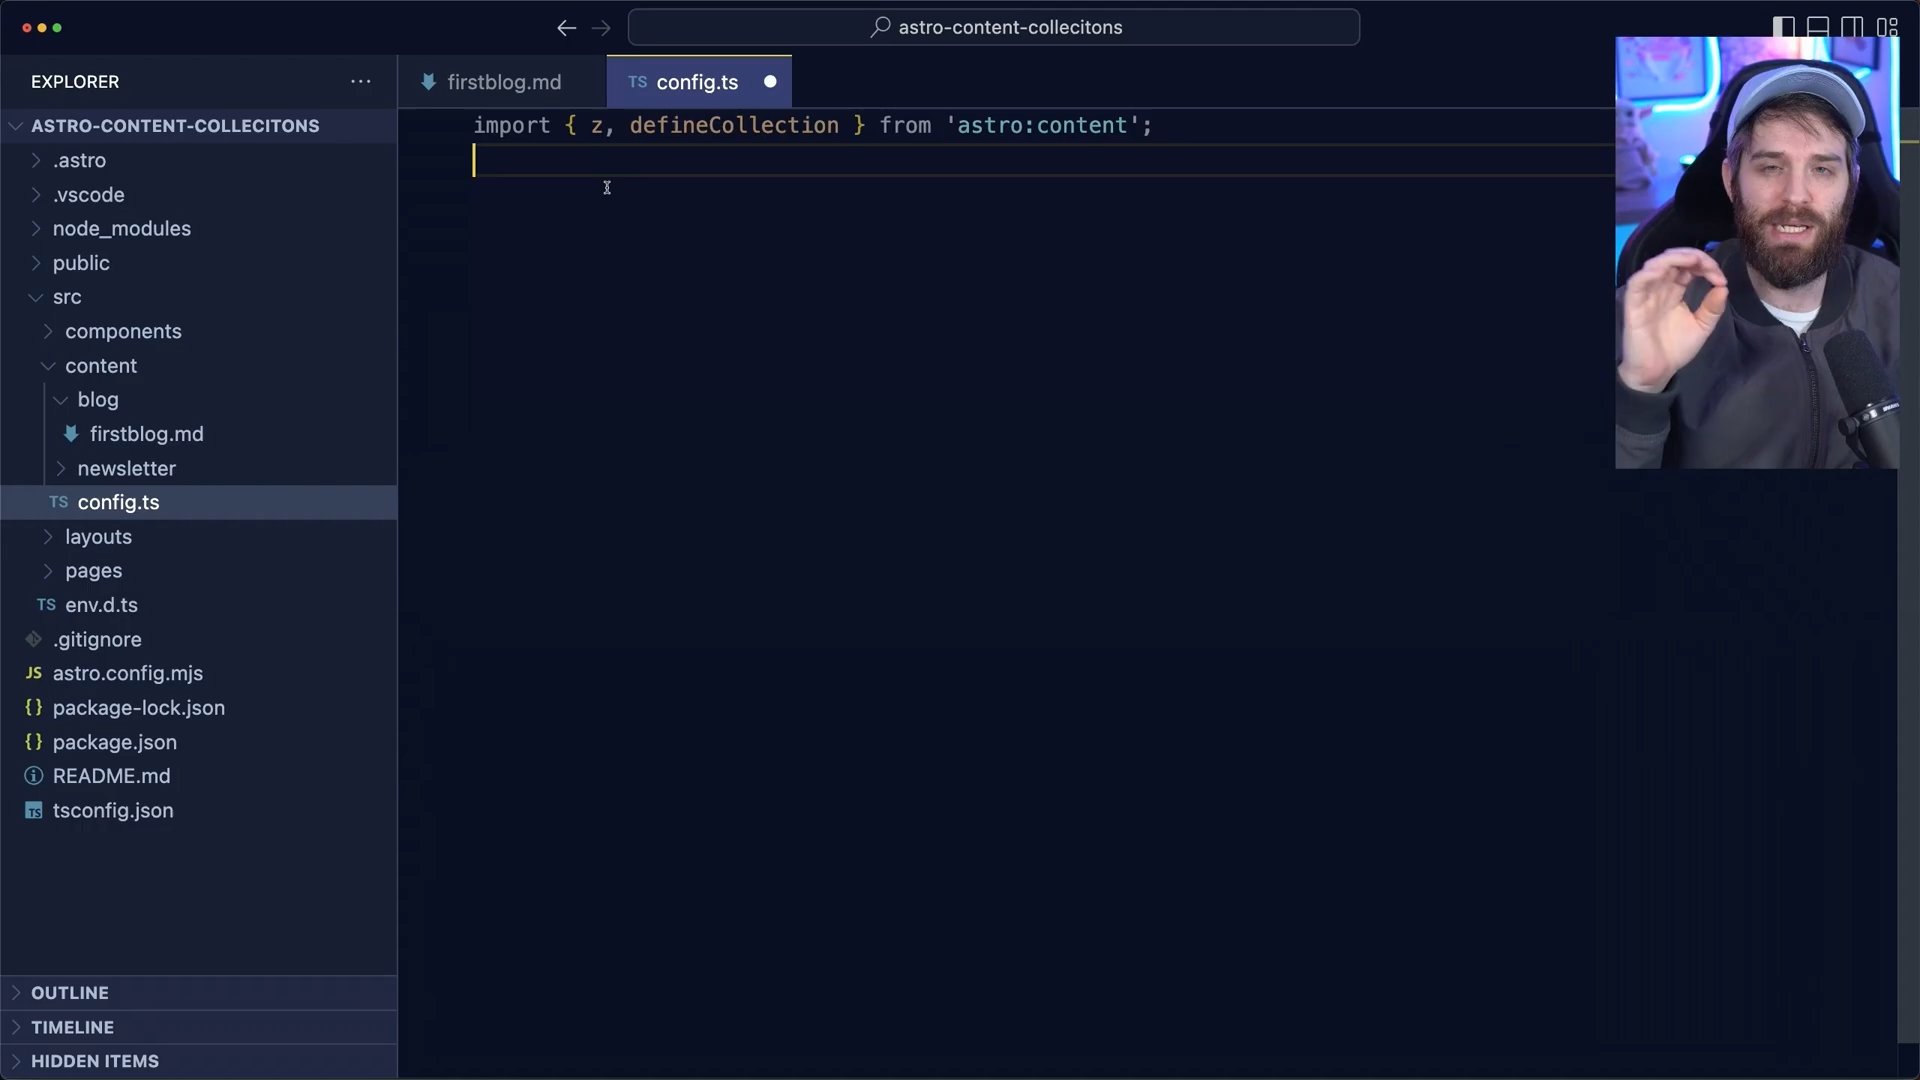 astro-content-collecitons
EXPLORER
firstblog.md
TS config.ts
ASTRO-CONTENT-COLLECITONS
import { z, defineCollection } from 'astro:content';
.astro
.vscode
node_modules
public
src
components
content
blog
firstblog.md
newsletter
TS config.ts
layouts
pages
TS env.d.ts
.gitignore
JS astro.config.mjs
{} package-lock.json
{} package.json
README.md
TS tsconfig.json
OUTLINE
TIMELINE
HIDDEN ITEMS